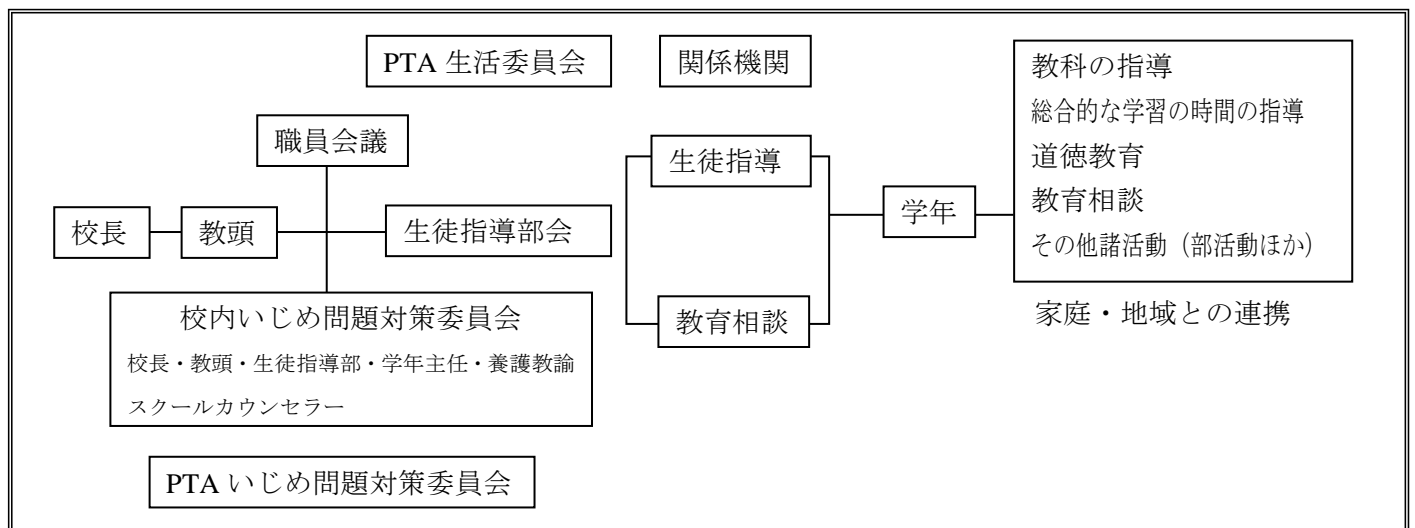 PTA 生活委員会
関係機関
職員会議
校長
教頭
生徒指導部会
校内いじめ問題対策委員会
校長・教頭・生徒指導部・学年主任・養護教諭
スクールカウンセラー
PTA いじめ問題対策委員会
生徒指導
教育相談
学年
教科の指導
総合的な学習の時間の指導
道徳教育
教育相談
その他諸活動（部活動ほか）
家庭・地域との連携